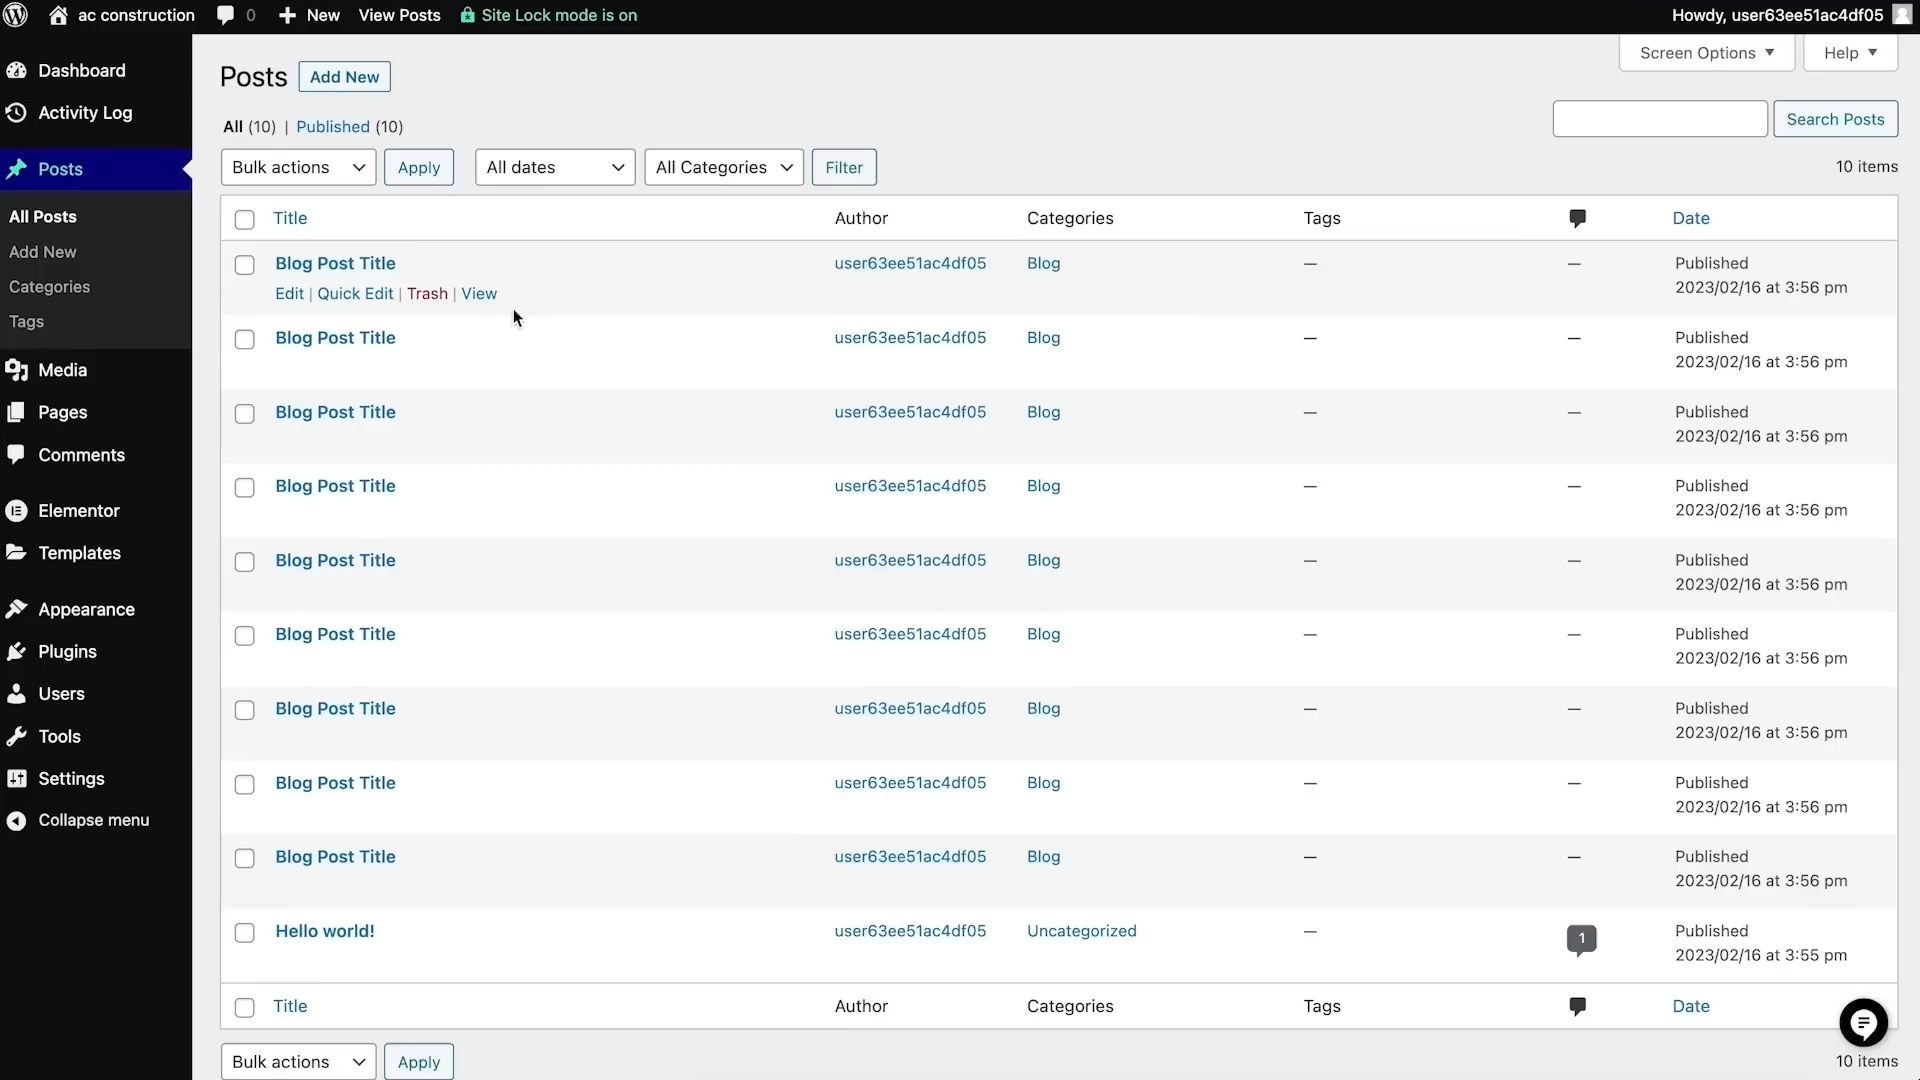 ac construction 0 New View Posts Site Lock mode is on Howdy, user63ee51ac4df05
Dashboard
Activity Log
Posts
All Posts
Add New
Categories
Tags
Media
Pages
Comments
Elementor
Templates
Appearance
Plugins
Users
Tools
Settings
Collapse menu
Screen Options Help
Posts Add New
All (10) | Published (10)
Search Posts
Bulk actions Apply All dates All Categories Filter 10 items
Title Author Categories Tags Date
Blog Post Title user63ee51ac4df05 Blog — — Published
Edit | Quick Edit | Trash | View 2023/02/16 at 3:56 pm
Blog Post Title user63ee51ac4df05 Blog — — Published
2023/02/16 at 3:56 pm
Blog Post Title user63ee51ac4df05 Blog — — Published
2023/02/16 at 3:56 pm
Blog Post Title user63ee51ac4df05 Blog — — Published
2023/02/16 at 3:56 pm
Blog Post Title user63ee51ac4df05 Blog — — Published
2023/02/16 at 3:56 pm
Blog Post Title user63ee51ac4df05 Blog — — Published
2023/02/16 at 3:56 pm
Blog Post Title user63ee51ac4df05 Blog — — Published
2023/02/16 at 3:56 pm
Blog Post Title user63ee51ac4df05 Blog — — Published
2023/02/16 at 3:56 pm
Blog Post Title user63ee51ac4df05 Blog — — Published
2023/02/16 at 3:56 pm
Hello world! user63ee51ac4df05 Uncategorized — 1 Published
2023/02/16 at 3:55 pm
Title Author Categories Tags Date
Bulk actions Apply 10 items